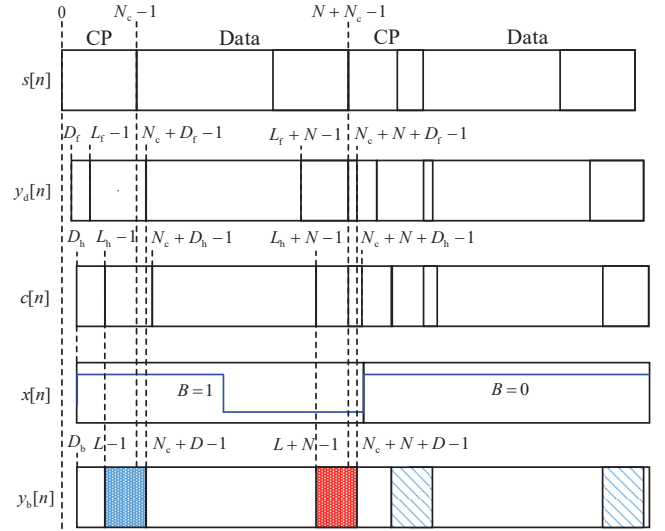 0 N_c − 1 N + N_c − 1
CP Data CP Data
s[n]
D_f L_f − 1 N_c + D_f − 1 L_f + N − 1 N_c + N + D_f − 1
y_d[n]
D_h L_h − 1 N_c + D_h − 1 L_h + N − 1 N_c + N + D_h − 1
c[n]
x[n] B = 1 B = 0
D_b L − 1 N_c + D − 1 L + N − 1 N_c + N + D − 1
y_b[n]